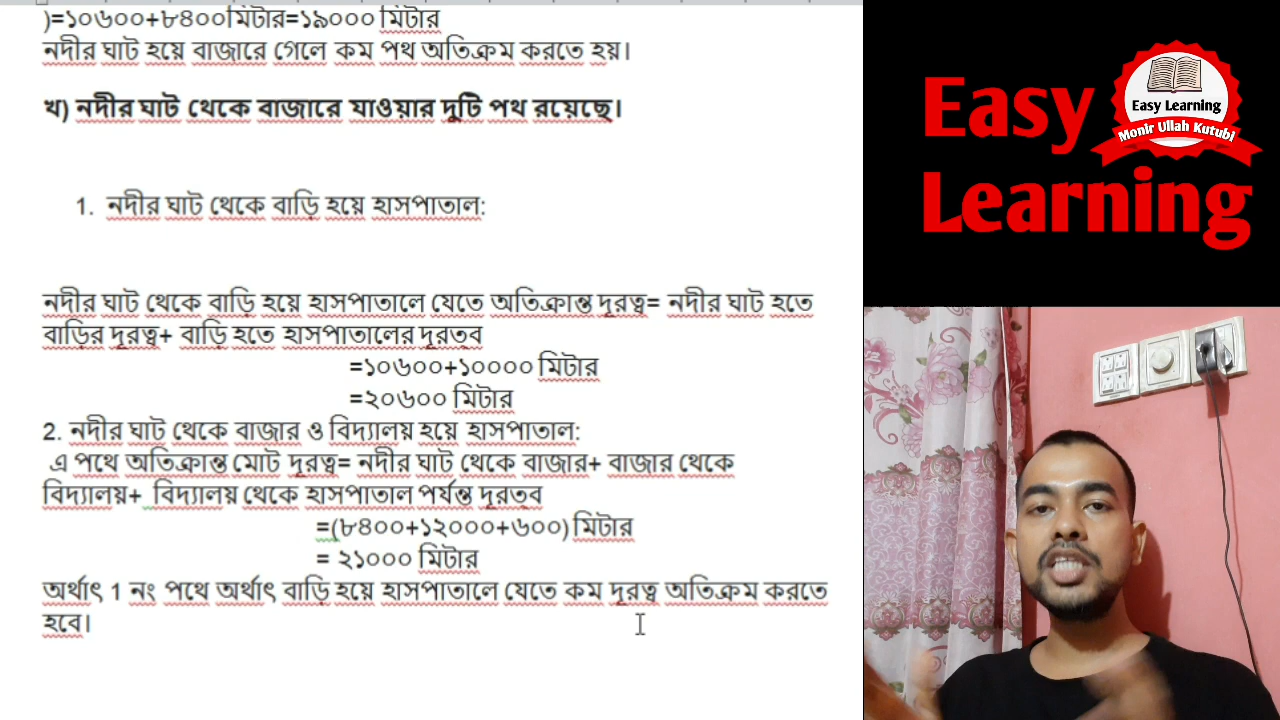 )=১০৬০০+৮৪০০মিটার=১৯০০০ মিটার
নদীর ঘাট হয়ে বাজারে গেলে কম পথ অতিক্রম করতে হয়।
খ) নদীর ঘাট থেকে বাজারে যাওয়ার দুটি পথ রয়েছে।
1. নদীর ঘাট থেকে বাড়ি হয়ে হাসপাতাল:
নদীর ঘাট থেকে বাড়ি হয়ে হাসপাতালে যেতে অতিক্রান্ত দূরত্ব= নদীর ঘাট হতে
বাড়ির দূরত্ব+ বাড়ি হতে হাসপাতালের দূরত্ব
=১০৬০০+১০০০০ মিটার
=২০৬০০ মিটার
2. নদীর ঘাট থেকে বাজার ও বিদ্যালয় হয়ে হাসপাতাল:
এ পথে অতিক্রান্ত মোট দূরত্ব= নদীর ঘাট থেকে বাজার+ বাজার থেকে
বিদ্যালয়+ বিদ্যালয় থেকে হাসপাতাল পর্যন্ত দূরত্ব
=(৮৪০০+১২০০০+৬০০) মিটার
= ২১০০০ মিটার
অর্থাৎ 1 নং পথে অর্থাৎ বাড়ি হয়ে হাসপাতালে যেতে কম দূরত্ব অতিক্রম করতে
হবে।
Easy
Learning
Easy Learning
Monir Ullah Kutubi